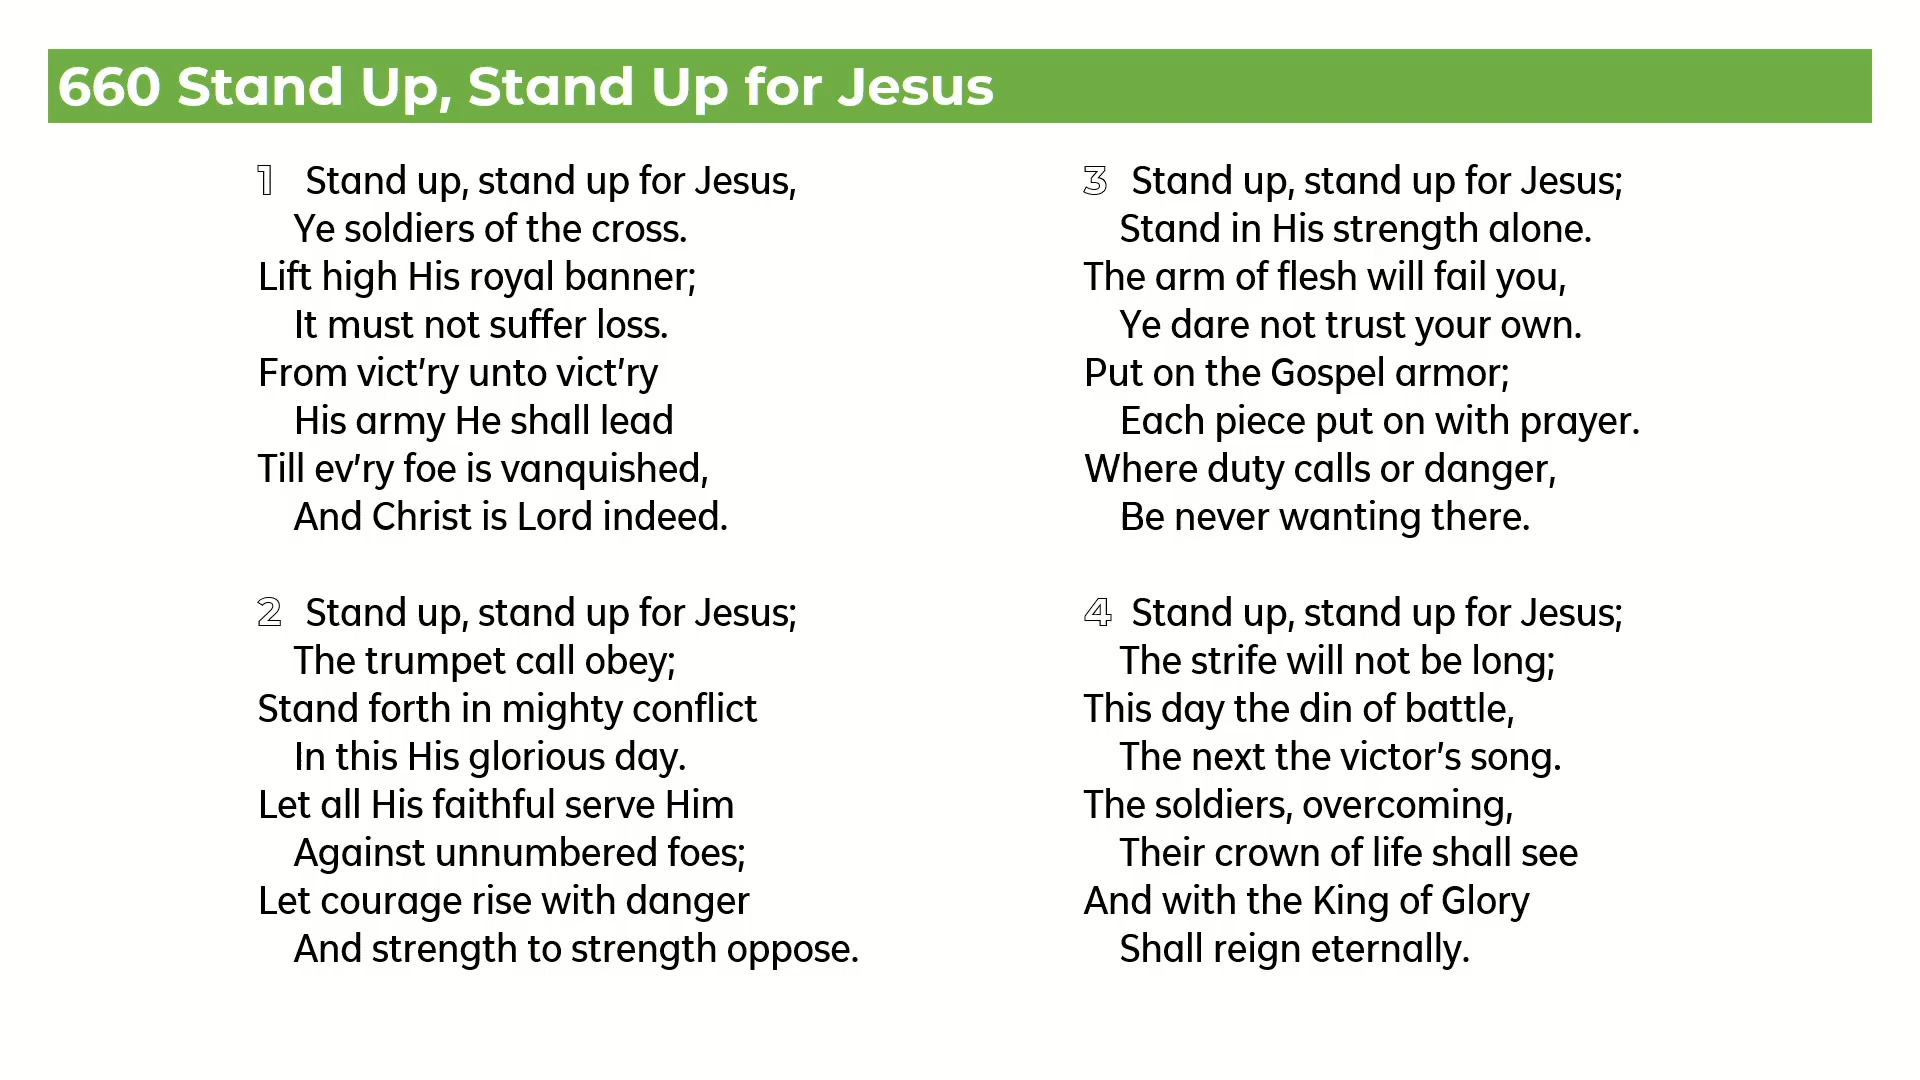 660 Stand Up, Stand Up for Jesus
1 Stand up, stand up for Jesus,
Ye soldiers of the cross.
Lift high His royal banner;
It must not suffer loss.
From vict'ry unto vict'ry
His army He shall lead
Till ev'ry foe is vanquished,
And Christ is Lord indeed.
2 Stand up, stand up for Jesus;
The trumpet call obey;
Stand forth in mighty conflict
In this His glorious day.
Let all His faithful serve Him
Against unnumbered foes;
Let courage rise with danger
And strength to strength oppose.
3 Stand up, stand up for Jesus;
Stand in His strength alone.
The arm of flesh will fail you,
Ye dare not trust your own.
Put on the Gospel armor;
Each piece put on with prayer.
Where duty calls or danger,
Be never wanting there.
4 Stand up, stand up for Jesus;
The strife will not be long;
This day the din of battle,
The next the victor's song.
The soldiers, overcoming,
Their crown of life shall see
And with the King of Glory
Shall reign eternally.